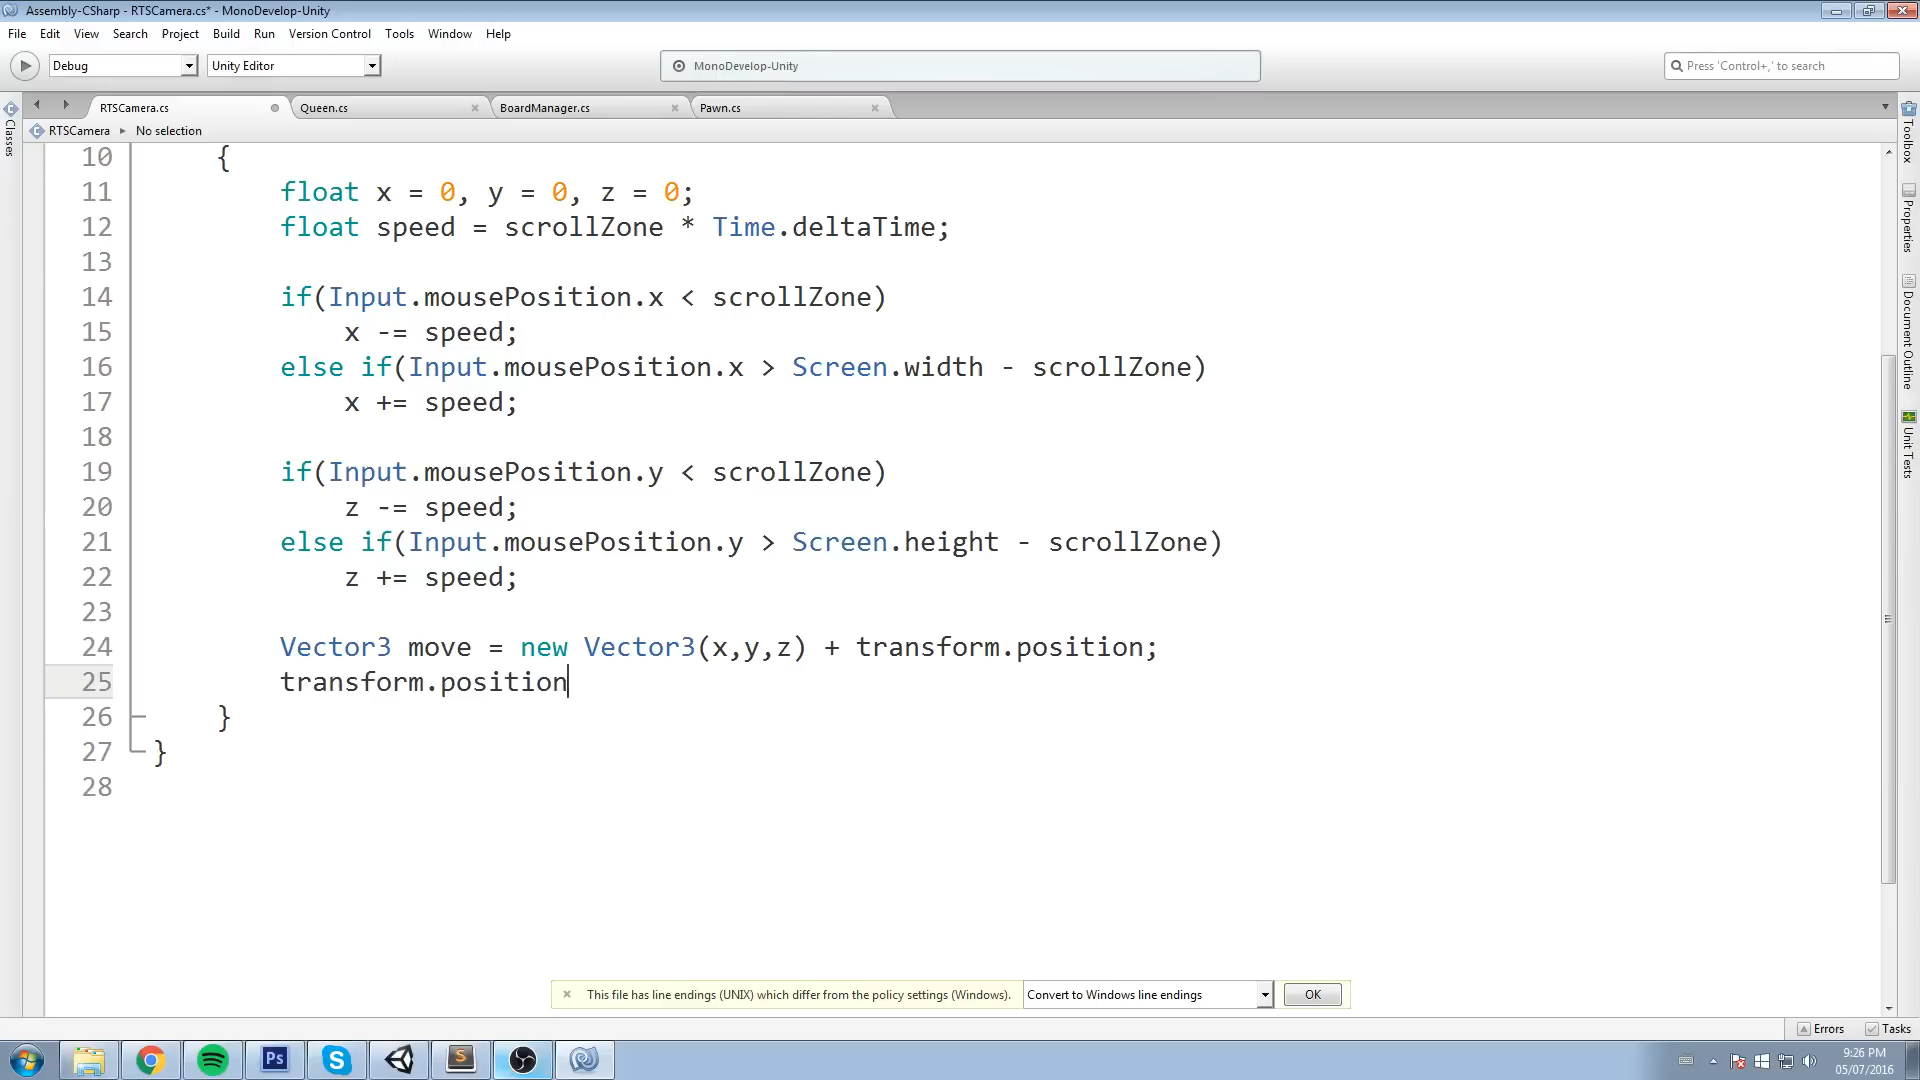 Assembly-CSharp - RTSCamera.cs* - MonoDevelop-Unity
File Edit View Search Project Build Run Version Control Tools Window Help
Debug Unity Editor MonoDevelop-Unity Press 'Control+,' to search
RTSCamera.cs Queen.cs BoardManager.cs Pawn.cs
RTSCamera No selection
Classes
10 {
11 float x = 0, y = 0, z = 0;
12 float speed = scrollZone * Time.deltaTime;
13
14 if(Input.mousePosition.x < scrollZone)
15 x -= speed;
16 else if(Input.mousePosition.x > Screen.width - scrollZone)
17 x += speed;
18
19 if(Input.mousePosition.y < scrollZone)
20 z -= speed;
21 else if(Input.mousePosition.y > Screen.height - scrollZone)
22 z += speed;
23
24 Vector3 move = new Vector3(x,y,z) + transform.position;
25 transform.position
26 }
27 }
28
Toolbox
Properties
Document Outline
Unit Tests
This file has line endings (UNIX) which differ from the policy settings (Windows). Convert to Windows line endings OK
Errors Tasks
Ps
9:26 PM
05/07/2016